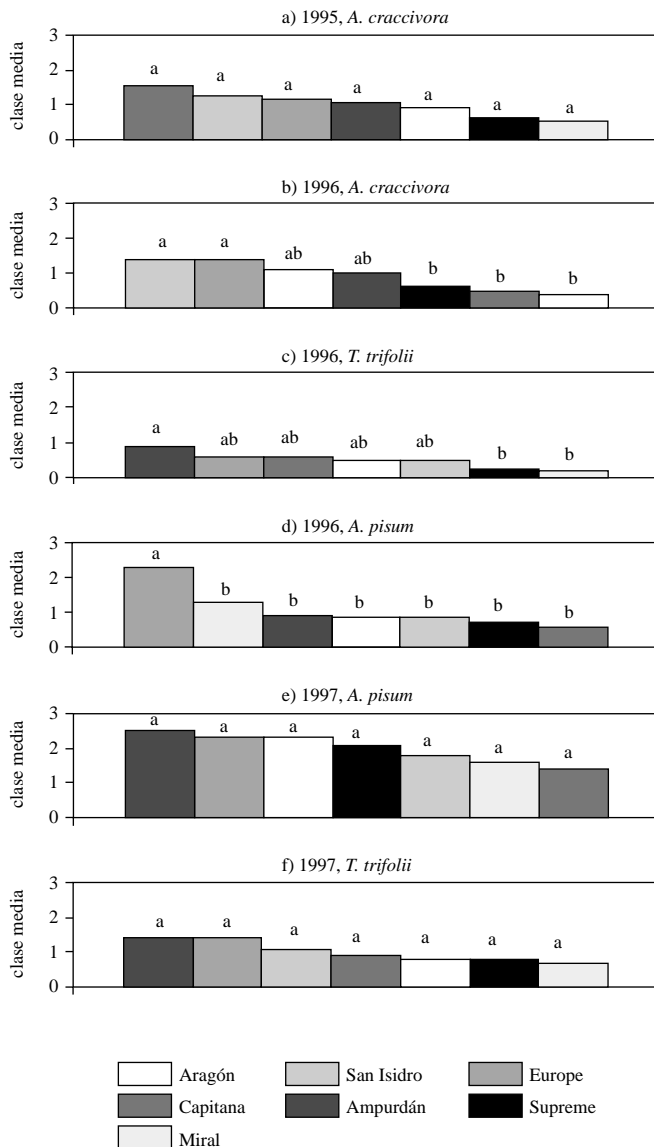 a) 1995, A. craccivora
clase media
3
2
1
0
a a a a a a a
b) 1996, A. craccivora
clase media
3
2
1
0
a a ab ab b b b
c) 1996, T. trifolii
clase media
3
2
1
0
a ab ab ab ab b b
d) 1996, A. pisum
clase media
3
2
1
0
a b b b b b b
e) 1997, A. pisum
clase media
3
2
1
0
a a a a a a a
f) 1997, T. trifolii
clase media
3
2
1
0
a a a a a a a
Aragón San Isidro Europe
Capitana Ampurdán Supreme
Miral